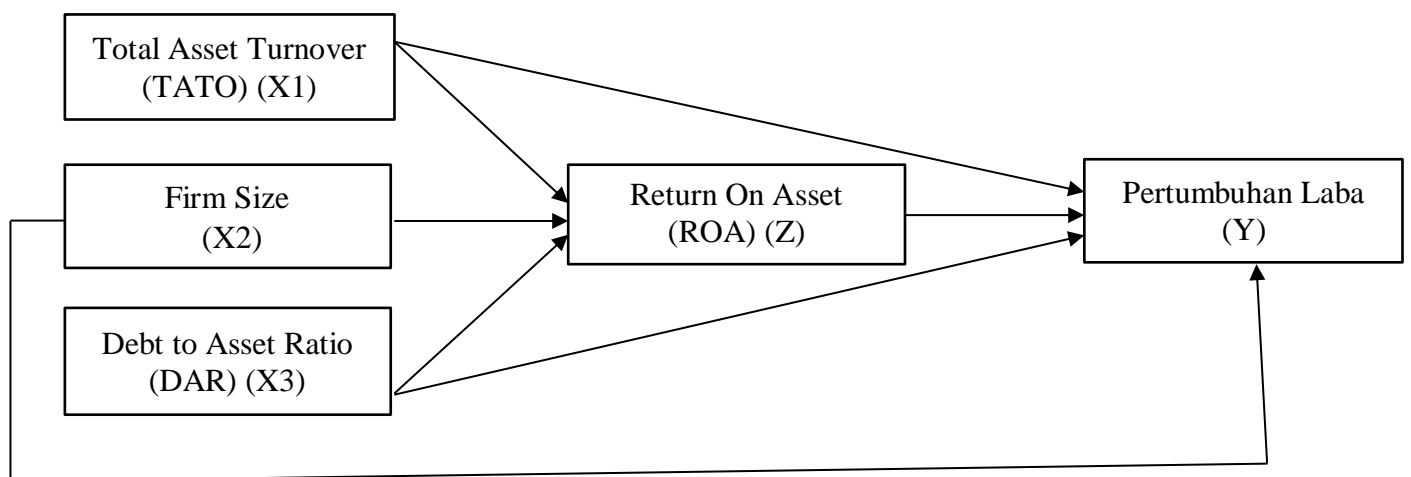 Total Asset Turnover
(TATO) (X1)
Firm Size
(X2)
Debt to Asset Ratio
(DAR) (X3)
Return On Asset
(ROA) (Z)
Pertumbuhan Laba
(Y)